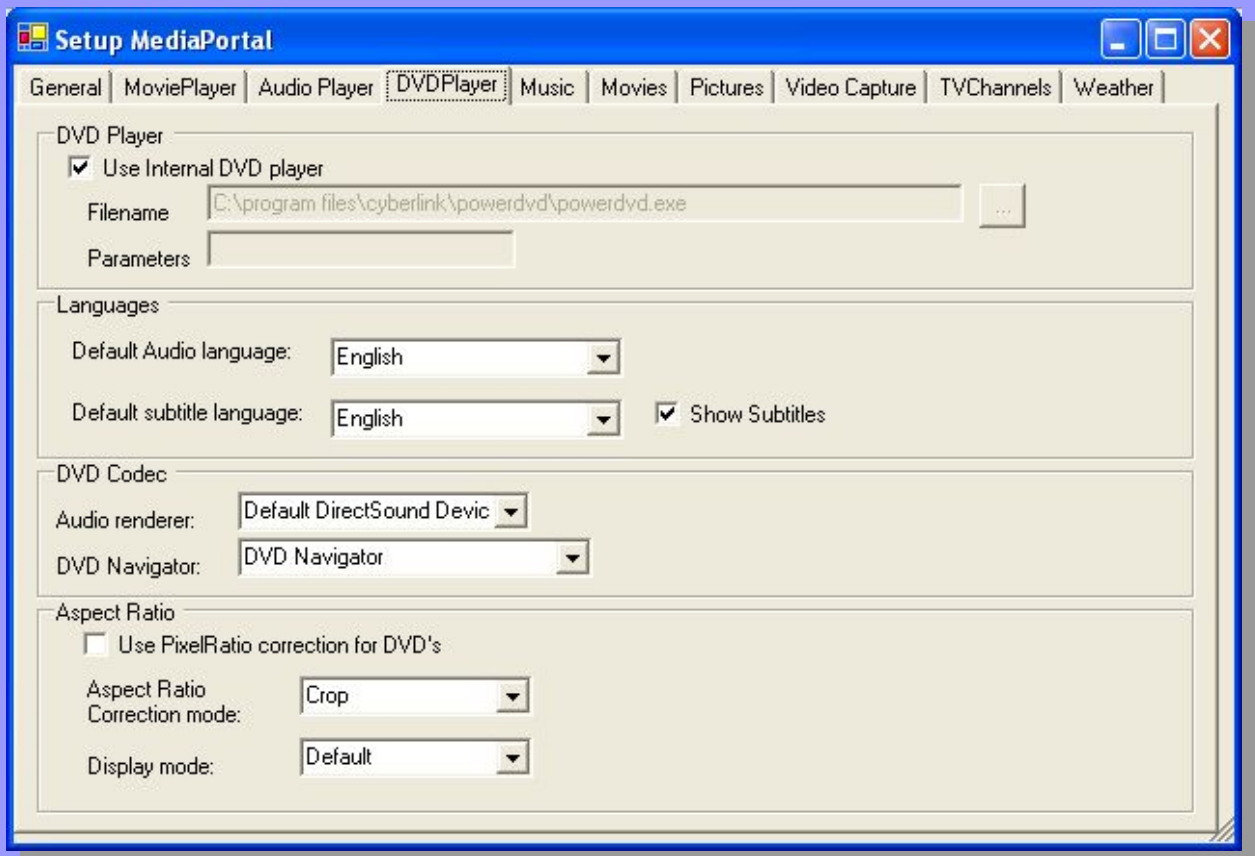 Setup MediaPortal
General MoviePlayer Audio Player DVDPlayer Music Movies Pictures Video Capture TVChannels Weather
DVD Player
Use Internal DVD player
Filename C:\program files\cyberlink\powerdvd\powerdvd.exe ...
Parameters
Languages
Default Audio language: English
Default subtitle language: English Show Subtitles
DVD Codec
Audio renderer: Default DirectSound Devic
DVD Navigator: DVD Navigator
Aspect Ratio
Use PixelRatio correction for DVD's
Aspect Ratio
Correction mode: Crop
Display mode: Default